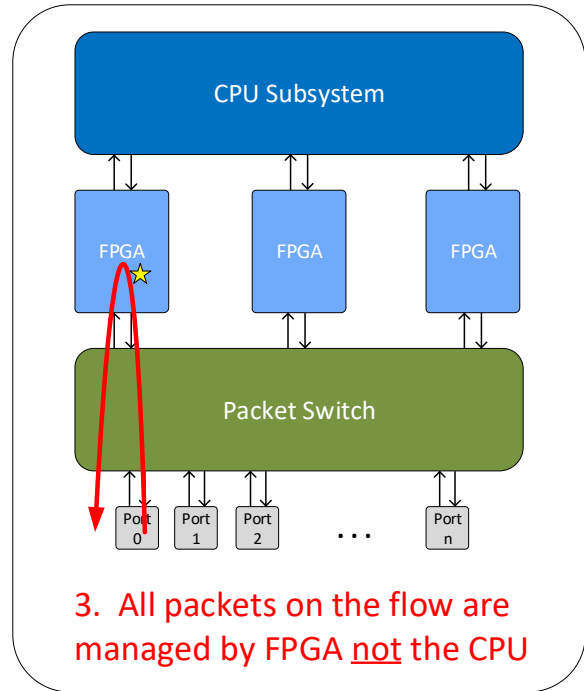 CPU Subsystem
FPGA
FPGA
FPGA
Packet Switch
Port
0
Port
1
Port
2
...
Port
n
3. All packets on the flow are
managed by FPGA not the CPU